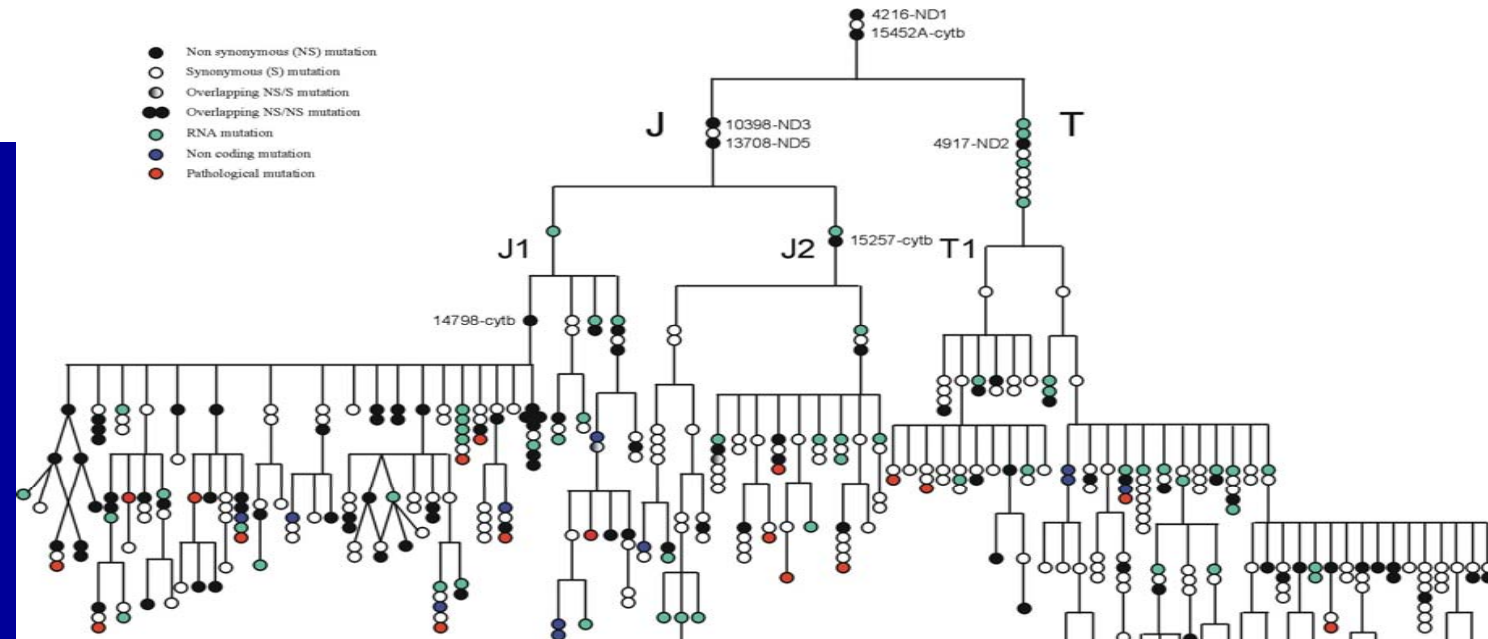 4216-ND1
15452A-cytb
Non synonymous (NS) mutation
Synonymous (S) mutation
Overlapping NS/S mutation
Overlapping NS/NS mutation
RNA mutation
Non coding mutation
Pathological mutation
J
10398-ND3
13708-ND5
4917-ND2
T
J1
J2
15257-cytb
T1
14798-cytb